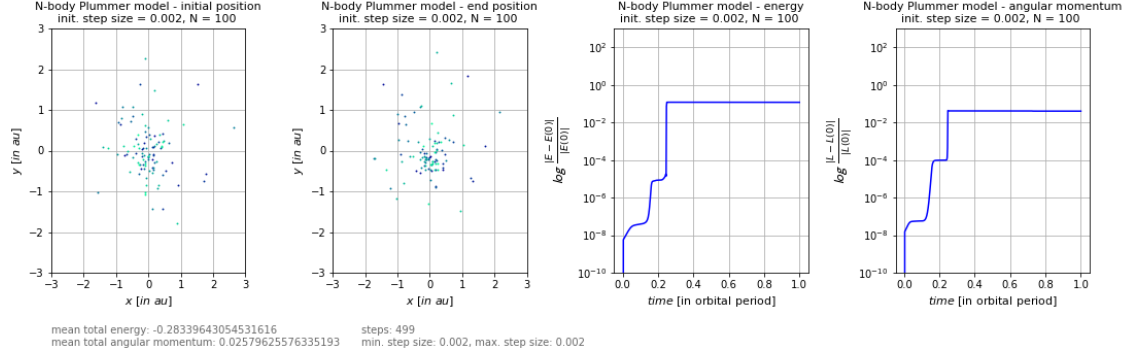 N-body Plummer model - initial position
init. step size = 0.002, N = 100
3
2
1
0
−1
−2
−3
y [in au]
−3 −2 −1 0 1 2 3
x [in au]
N-body Plummer model - end position
init. step size = 0.002, N = 100
3
2
1
0
−1
−2
−3
y [in au]
−3 −2 −1 0 1 2 3
x [in au]
N-body Plummer model - energy
init. step size = 0.002, N = 100
10^2
10^0
10^−2
10^−4
10^−6
10^−8
10^−10
log |E − E(0)| / |E(0)|
0.0 0.2 0.4 0.6 0.8 1.0
time [in orbital period]
N-body Plummer model - angular momentum
init. step size = 0.002, N = 100
10^2
10^0
10^−2
10^−4
10^−6
10^−8
10^−10
log |L − L(0)| / |L(0)|
0.0 0.2 0.4 0.6 0.8 1.0
time [in orbital period]
mean total energy: -0.28339643054531616
mean total angular momentum: 0.02579625576335193
steps: 499
min. step size: 0.002, max. step size: 0.002